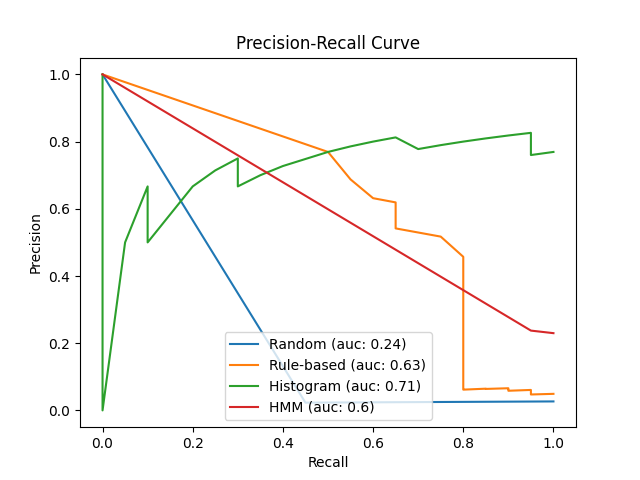 Precision-Recall Curve
Precision
1.0
0.8
0.6
0.4
0.2
0.0
Random (auc: 0.24)
Rule-based (auc: 0.63)
Histogram (auc: 0.71)
HMM (auc: 0.6)
0.0 0.2 0.4 0.6 0.8 1.0
Recall